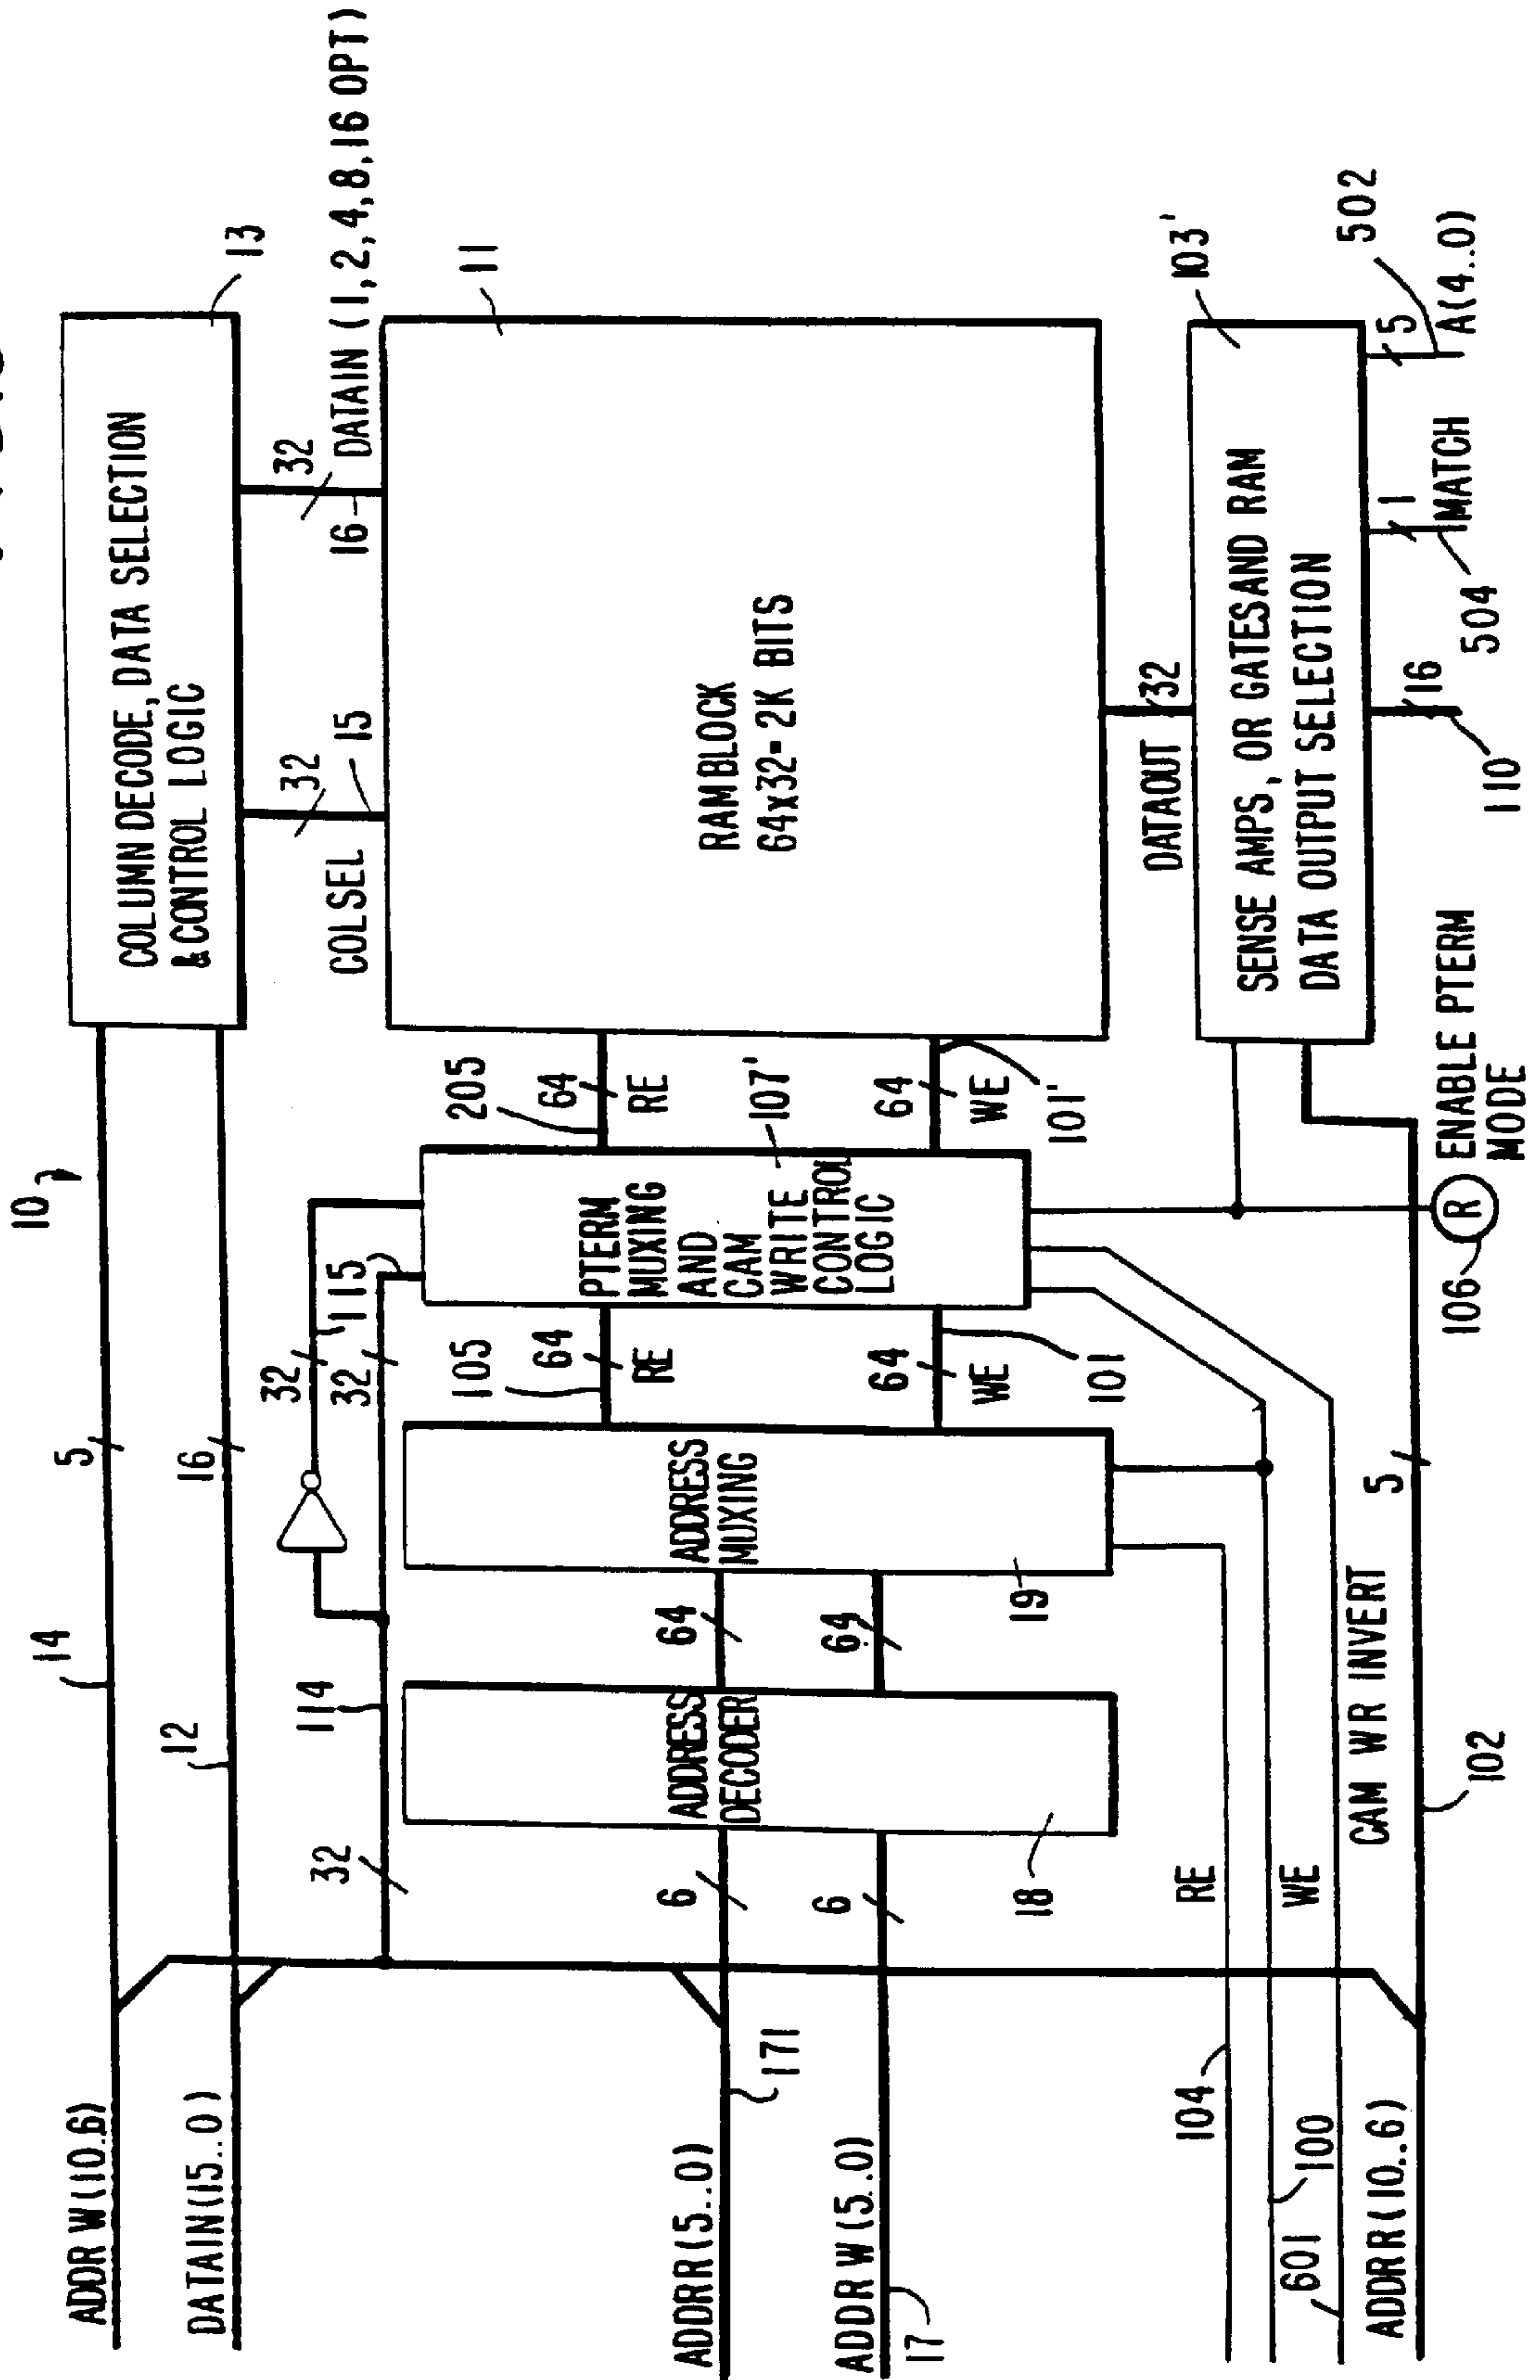 10
ADDR W(10..6)
14
5
COLUMN DECODE, DATA SELECTION
& CONTROL LOGIC
13
DATAIN(15..0)
12
16
32
COLSEL
15
32
16
DATAIN (1,2,4,8,16 OPT)
32
114
32
32
115
ADDRR(5..0)
171
6
ADDRESS
DECODER
18
64
64
ADDRESS
MUXING
19
105
64
RE
PTERM
MUXING
AND
CAM
WRITE
CONTROL
LOGIC
107'
205
64
RE
RAM BLOCK
64x32=2K BITS
11
ADDR W(5..0)
17
6
64
WE
101
64
WE
101'
104
RE
100
WE
601
CAM WR INVERT
ADDRR(10..6)
102
5
106
R
ENABLE PTERM
MODE
DATAOUT
32
SENSE AMPS, OR GATES AND RAM
DATA OUTPUT SELECTION
103'
110
16
504
1
MATCH
5
502
A(4..0)